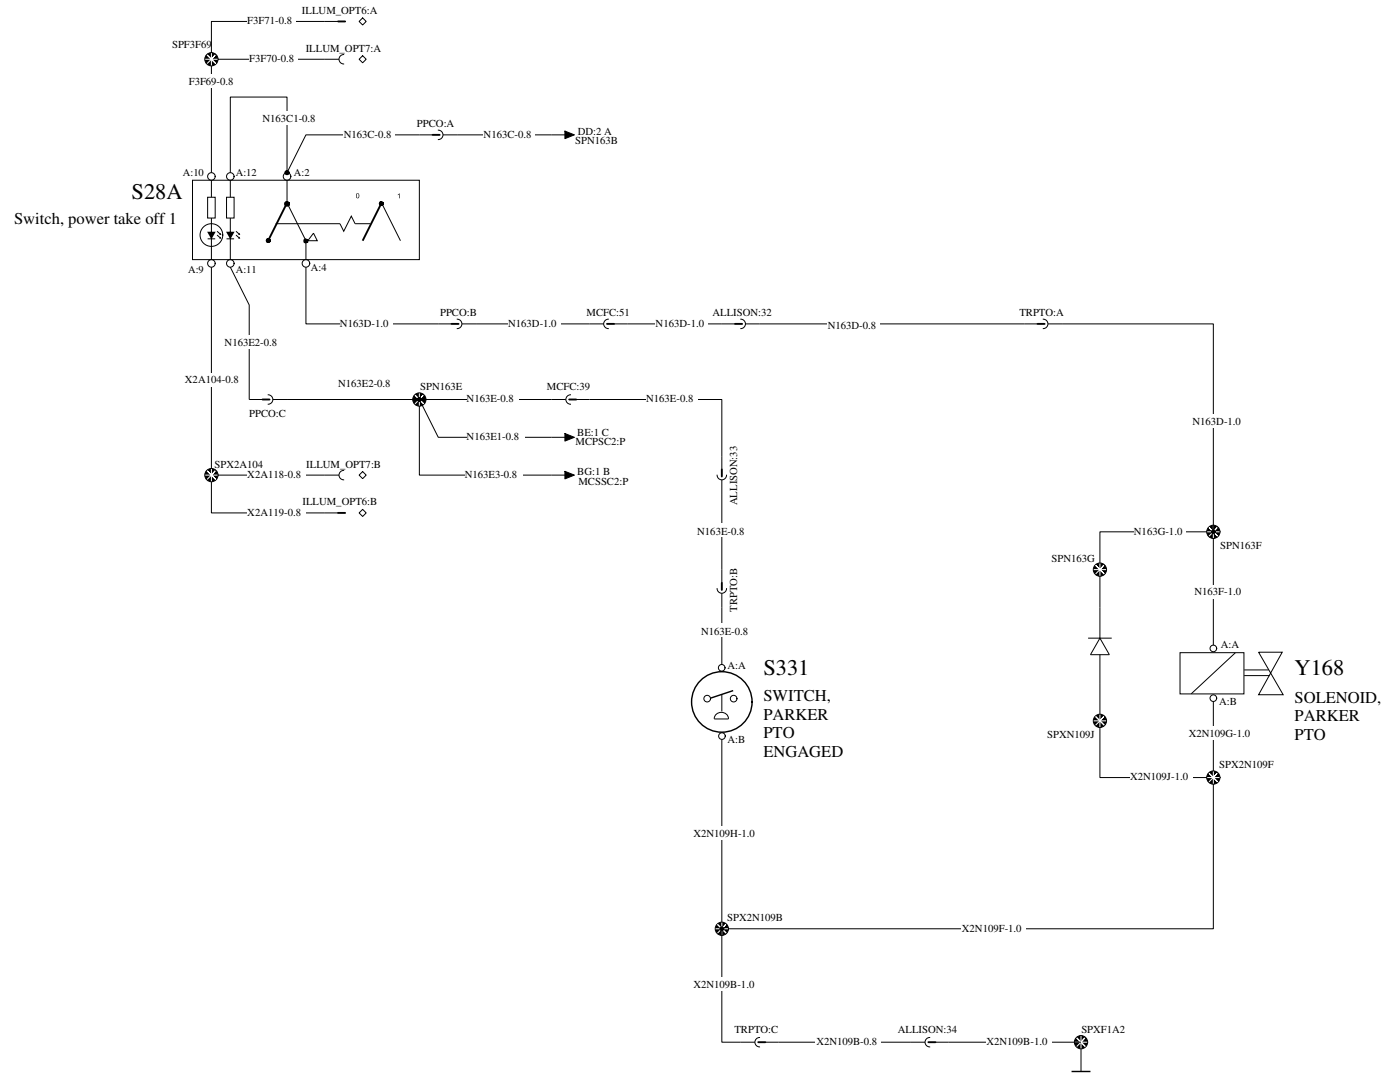 ILLUM_OPT6:A
F3F71-0.8
SPF3F69
ILLUM_OPT7:A
F3F70-0.8
F3F69-0.8
N163C1-0.8
PPCO:A
N163C-0.8
N163C-0.8
DD:2 A
SPN163B
A:10
A:12
A:2
S28A
Switch, power take off 1
0
1
A:9
A:11
A:4
N163D-1.0
PPCO:B
N163D-1.0
MCFC:51
N163D-1.0
ALLISON:32
N163D-0.8
TRPTO:A
N163E2-0.8
X2A104-0.8
N163E2-0.8
PPCO:C
SPN163E
N163E-0.8
MCFC:39
N163E-0.8
N163D-1.0
N163E1-0.8
BE:1 C
MCPSC2:P
SPX2A104
X2A118-0.8
ILLUM_OPT7:B
N163E3-0.8
BG:1 B
MCSSC2:P
ALLISON:33
X2A119-0.8
ILLUM_OPT6:B
N163E-0.8
N163G-1.0
SPN163F
SPN163G
TRPTO:B
N163F-1.0
N163E-0.8
A:A
S331
SWITCH,
PARKER
PTO
ENGAGED
A:B
A:A
Y168
SOLENOID,
PARKER
PTO
A:B
SPXN109J
X2N109G-1.0
X2N109J-1.0
SPX2N109F
X2N109H-1.0
SPX2N109B
X2N109F-1.0
X2N109B-1.0
TRPTO:C
X2N109B-0.8
ALLISON:34
X2N109B-1.0
SPXF1A2